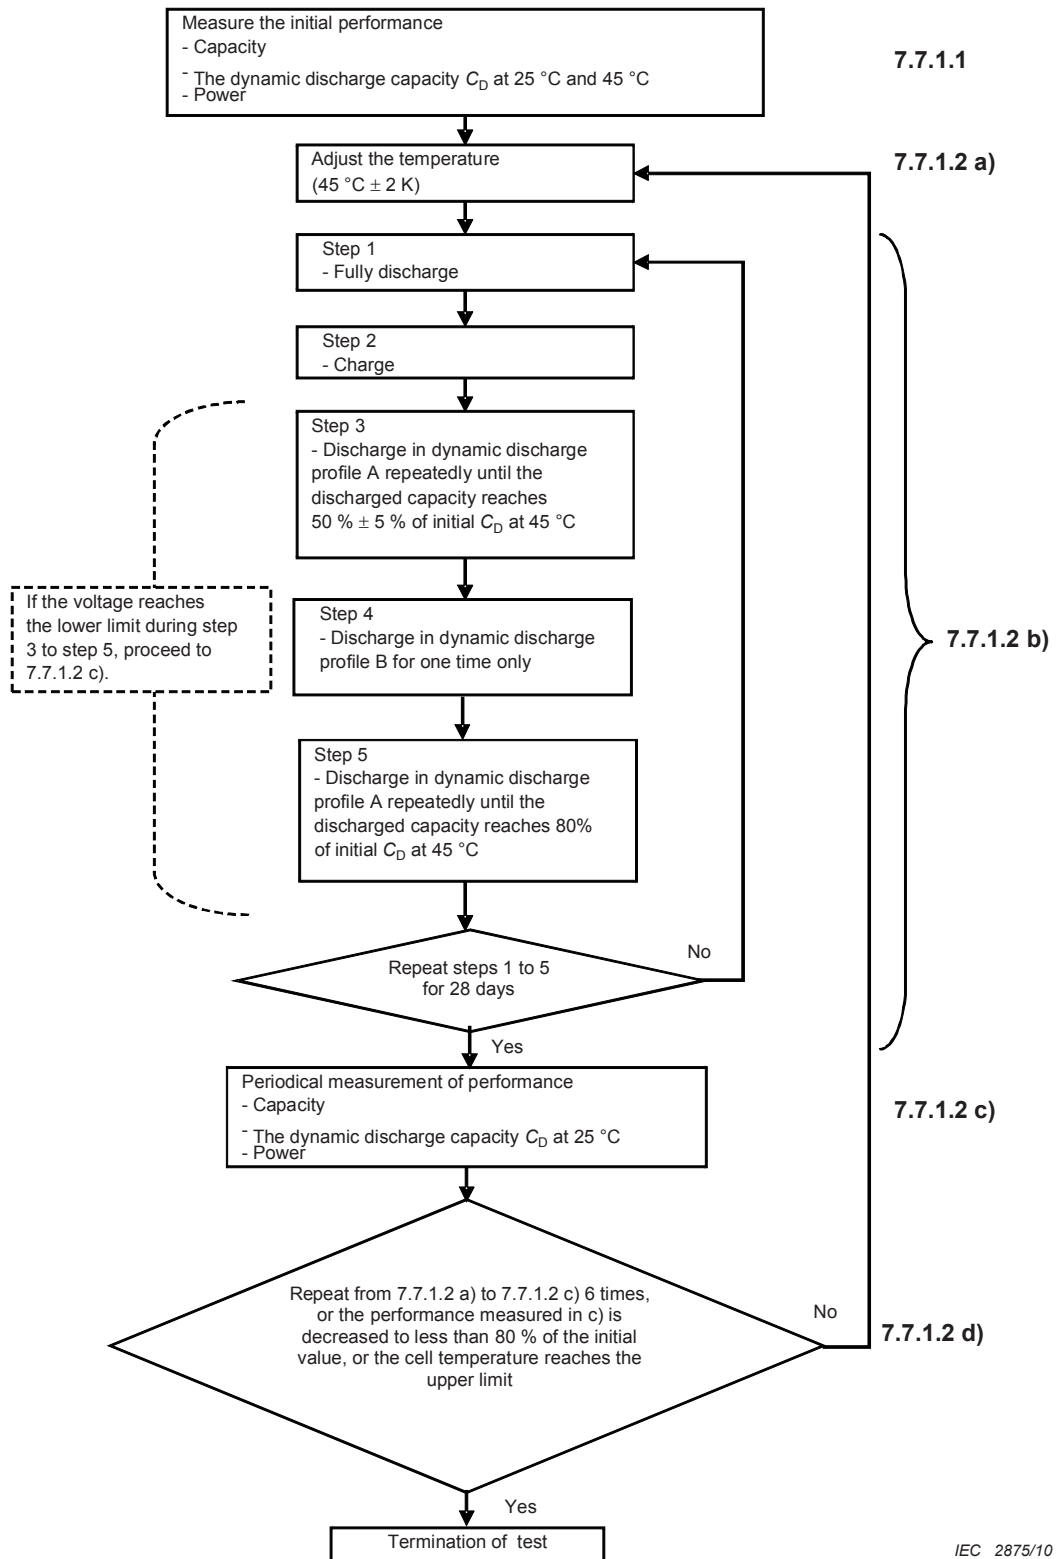 Measure the initial performance
- Capacity
- The dynamic discharge capacity CD at 25 °C and 45 °C
- Power
7.7.1.1
Adjust the temperature
(45 °C ± 2 K)
7.7.1.2 a)
Step 1
- Fully discharge
Step 2
- Charge
Step 3
- Discharge in dynamic discharge
profile A repeatedly until the
discharged capacity reaches
50 % ± 5 % of initial CD at 45 °C
If the voltage reaches
the lower limit during step
3 to step 5, proceed to
7.7.1.2 c).
Step 4
- Discharge in dynamic discharge
profile B for one time only
7.7.1.2 b)
Step 5
- Discharge in dynamic discharge
profile A repeatedly until the
discharged capacity reaches 80%
of initial CD at 45 °C
Repeat steps 1 to 5
for 28 days
No
Yes
Periodical measurement of performance
- Capacity
- The dynamic discharge capacity CD at 25 °C
- Power
7.7.1.2 c)
Repeat from 7.7.1.2 a) to 7.7.1.2 c) 6 times,
or the performance measured in c) is
decreased to less than 80 % of the initial
value, or the cell temperature reaches the
upper limit
No
7.7.1.2 d)
Yes
Termination of test
IEC 2875/10